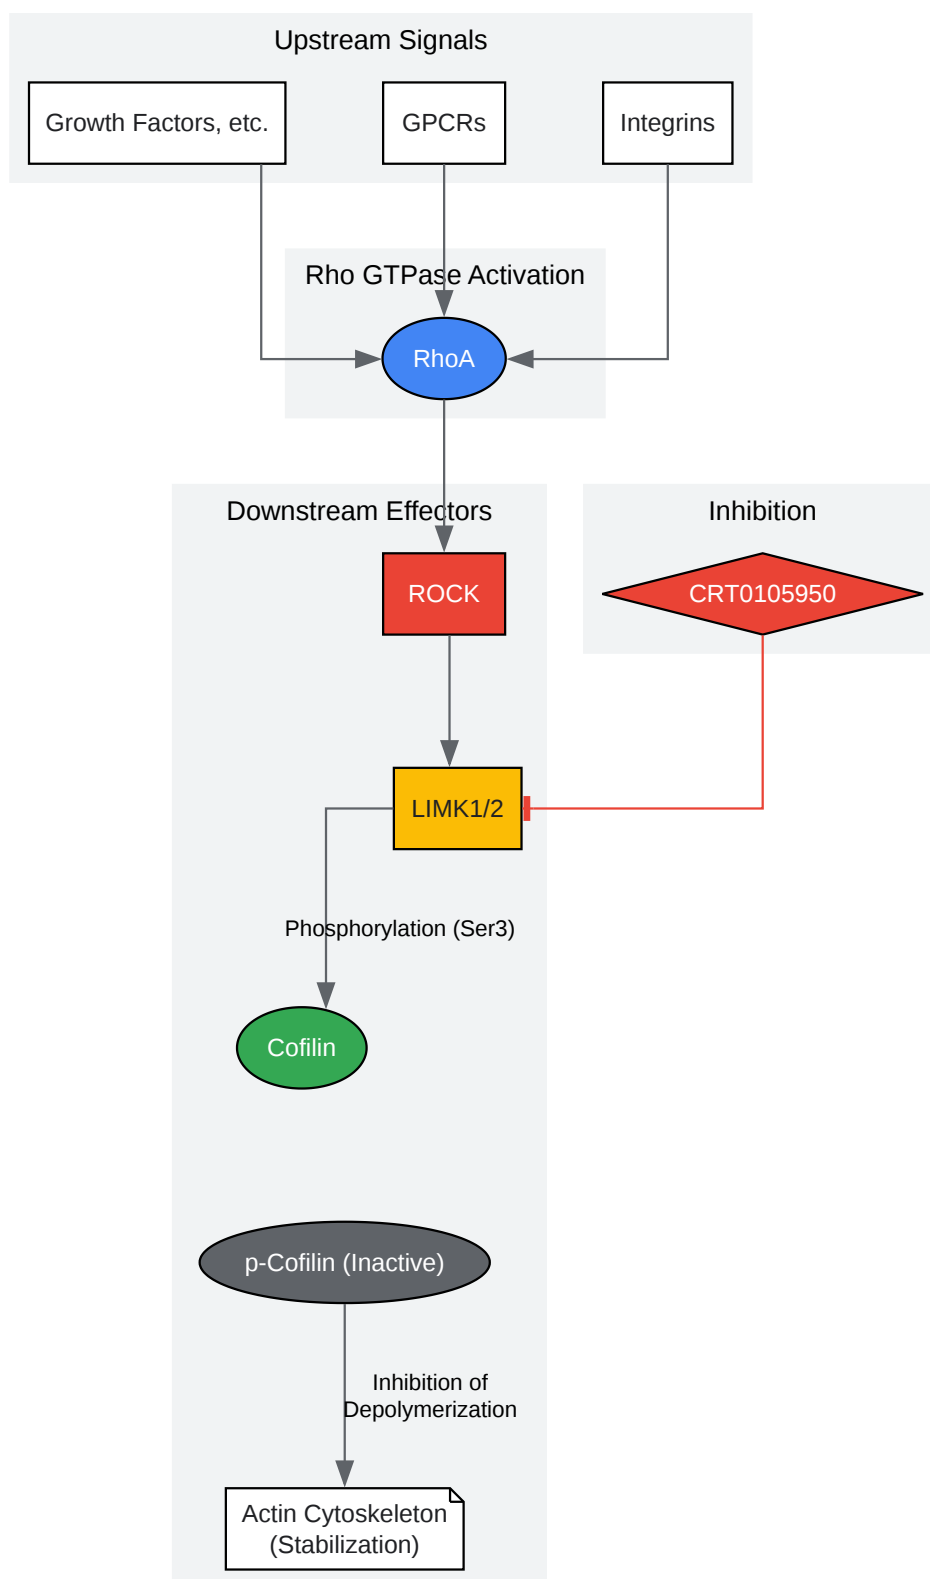 Upstream Signals
Growth Factors, etc.
GPCRs
Integrins
Rho GTPase Activation
RhoA
Downstream Effectors
Inhibition
ROCK
CRT0105950
LIMK1/2
Phosphorylation (Ser3)
Cofilin
p-Cofilin (Inactive)
Inhibition of
Depolymerization
Actin Cytoskeleton
(Stabilization)